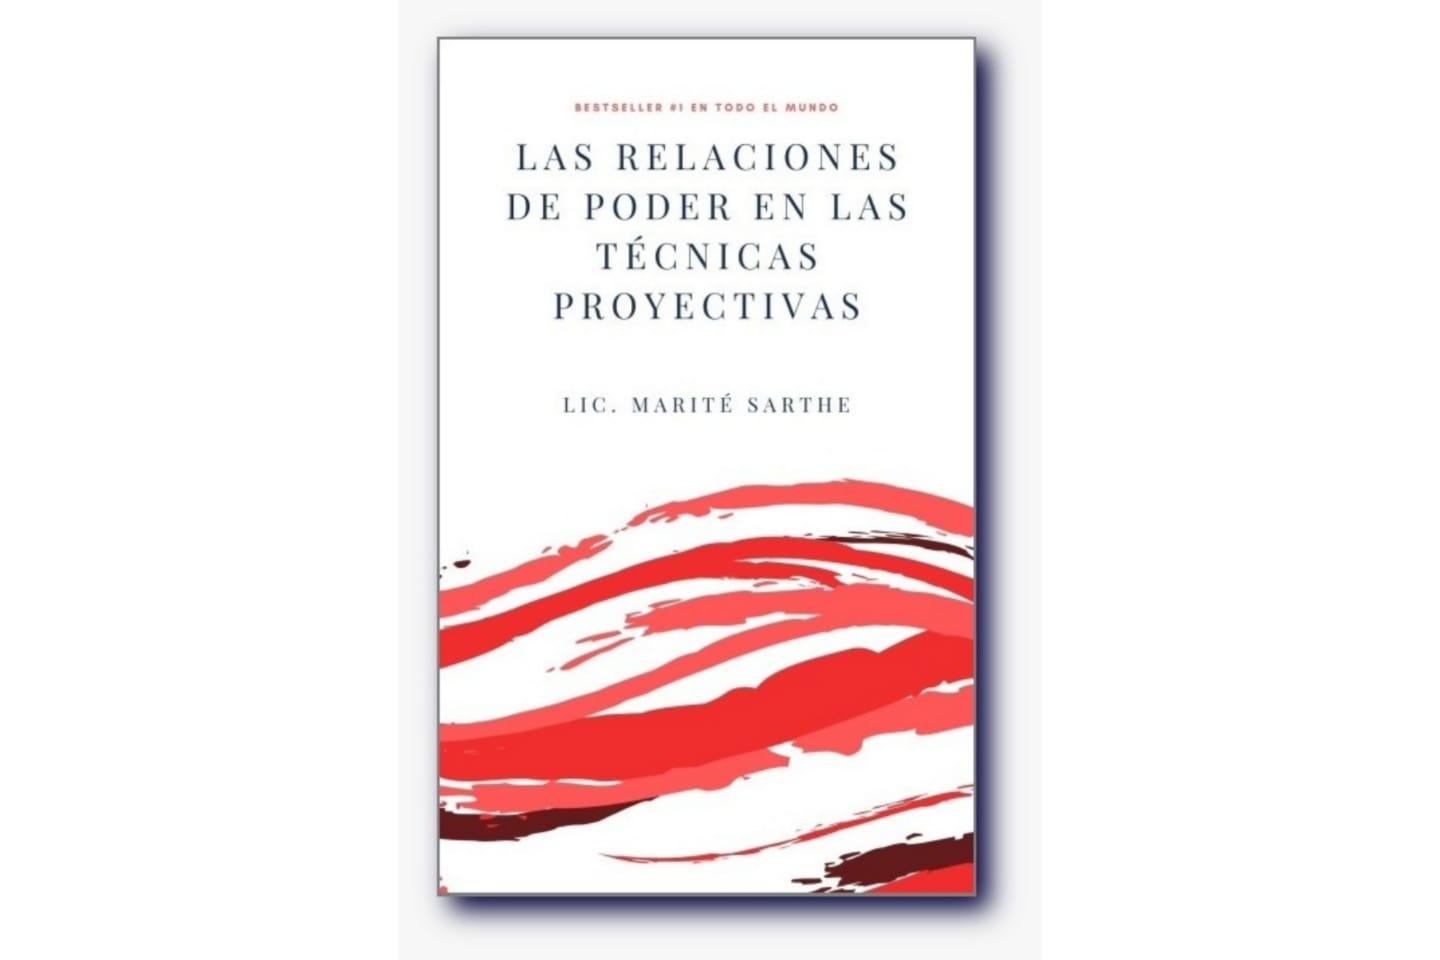 BESTSELLER #1 EN TODO EL MUNDO
LAS RELACIONES
DE PODER EN LAS
TÉCNICAS
PROYECTIVAS
LIC. MARITÉ SARTHE